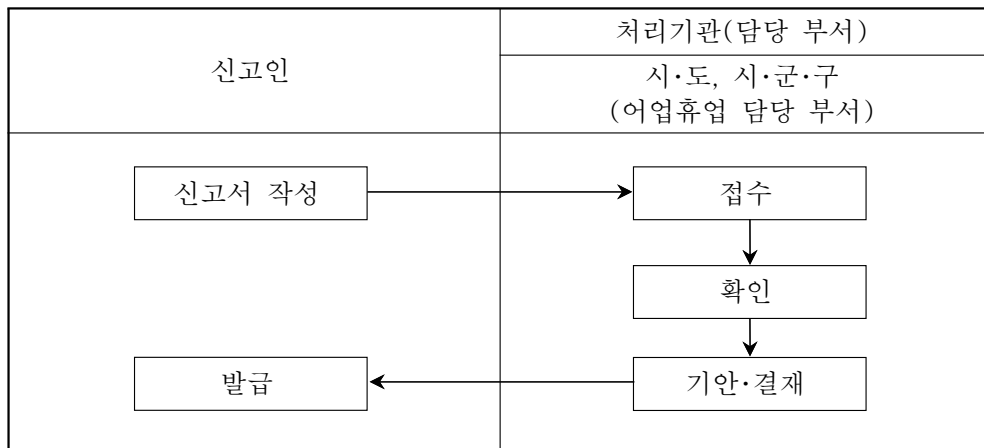 신고인
처리기관(담당 부서)
시·도, 시·군·구
(어업휴업 담당 부서)
신고서 작성
접수
확인
발급
기안·결재